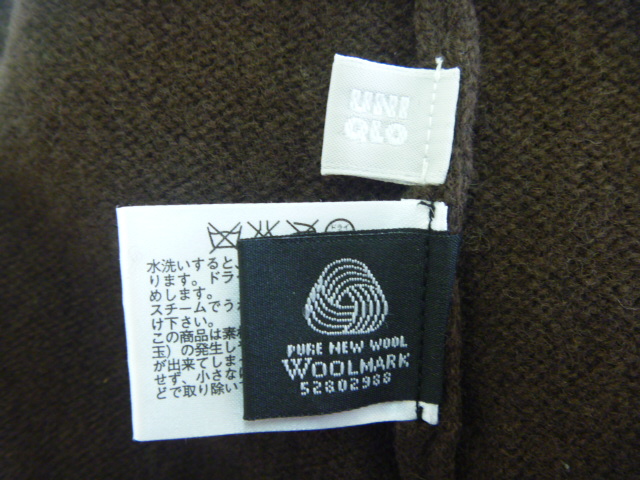 UNI
QLO
ドライ
水洗いすると、
ります。ドラ
めします。
スチームでう
け下さい。
この商品は素
玉）の発生し
が出来てしま
せず、小さな
どで取り除い
PURE NEW WOOL
WOOLMARK
52802988